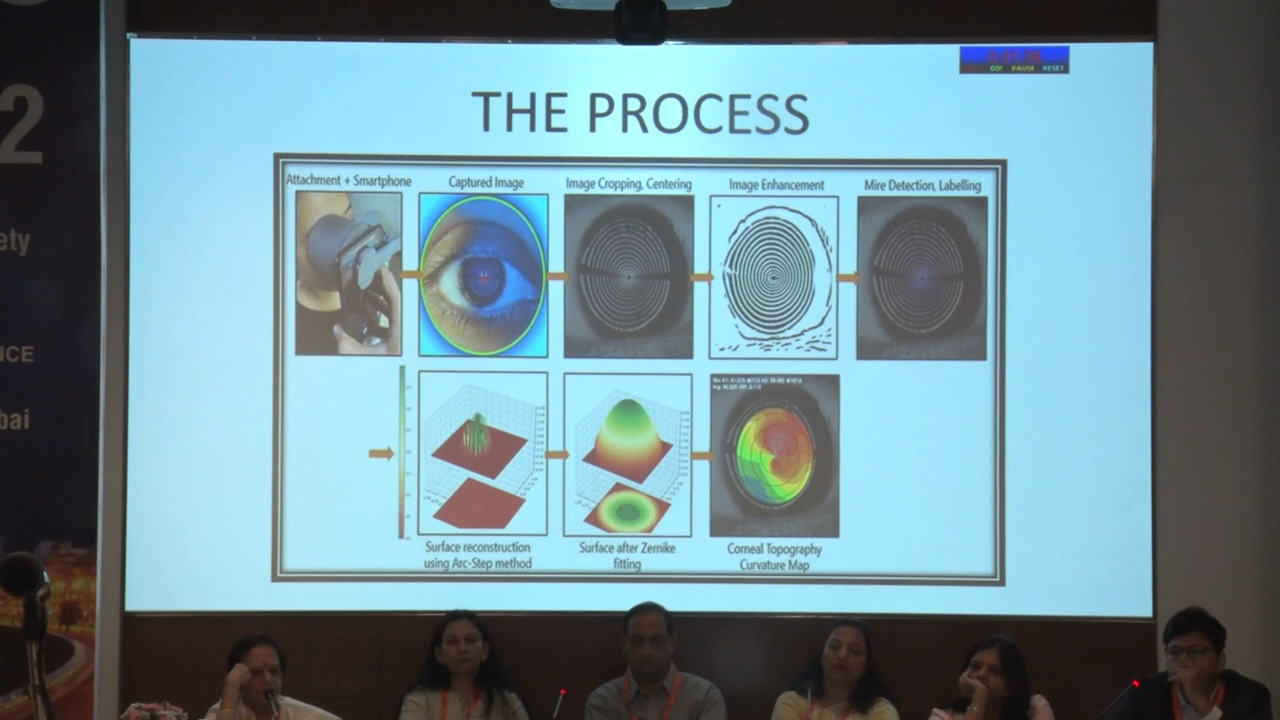 2
ety
NCE
bai
GO! PAUSE RESET
THE PROCESS
Attachment + Smartphone
Captured Image
Image Cropping, Centering
Image Enhancement
Mire Detection, Labelling
Surface reconstruction
using Arc-Step method
Surface after Zernike
fitting
Corneal Topography
Curvature Map